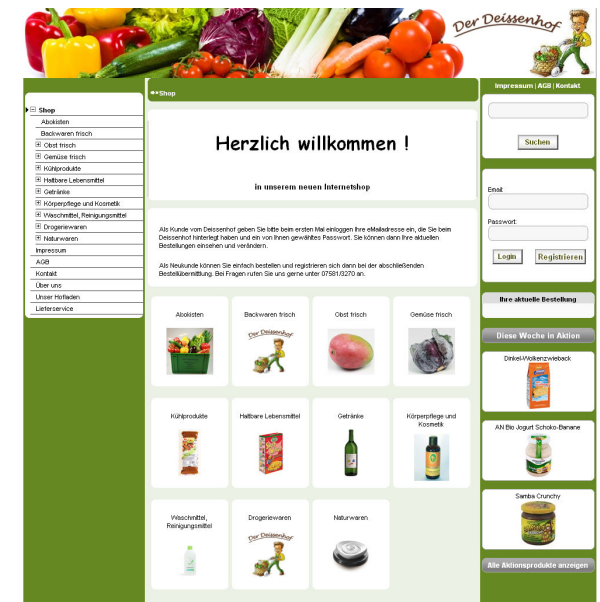 Der Deissenhof
Impressum | AGB | Kontakt
Shop
Abokisten
Backwaren frisch
Obst frisch
Gemüse frisch
Kühlprodukte
Haltbare Lebensmittel
Getränke
Körperpflege und Kosmetik
Waschmittel, Reinigungsmittel
Drogeriewaren
Naturwaren
Impressum
AGB
Kontakt
Über uns
Unser Hofladen
Lieferservice
Shop
Herzlich willkommen !
in unserem neuen Internetshop
Als Kunde vom Deissenhof geben Sie bitte beim ersten Mal einloggen Ihre eMailadresse ein, die Sie beim
Deissenhof hinterlegt haben und ein von Ihnen gewähltes Passwort. Sie können dann Ihre aktuellen
Bestellungen einsehen und verändern.
Als Neukunde können Sie einfach bestellen und registrieren sich dann bei der abschließenden
Bestellübermittlung. Bei Fragen rufen Sie uns gerne unter 07581/3270 an.
Abokisten
Backwaren frisch
Der Deissenhof
Obst frisch
Gemüse frisch
Kühlprodukte
Haltbare Lebensmittel
Getränke
Körperpflege und
Kosmetik
Waschmittel,
Reinigungsmittel
Drogeriewaren
Der Deissenhof
Naturwaren
Suchen
Email:
Passwort:
Login
Registrieren
Ihre aktuelle Bestellung
Diese Woche in Aktion
Dinkel-Wolkenzwieback
AN Bio Jogurt Schoko-Banane
Samba Crunchy
Alle Aktionsprodukte anzeigen